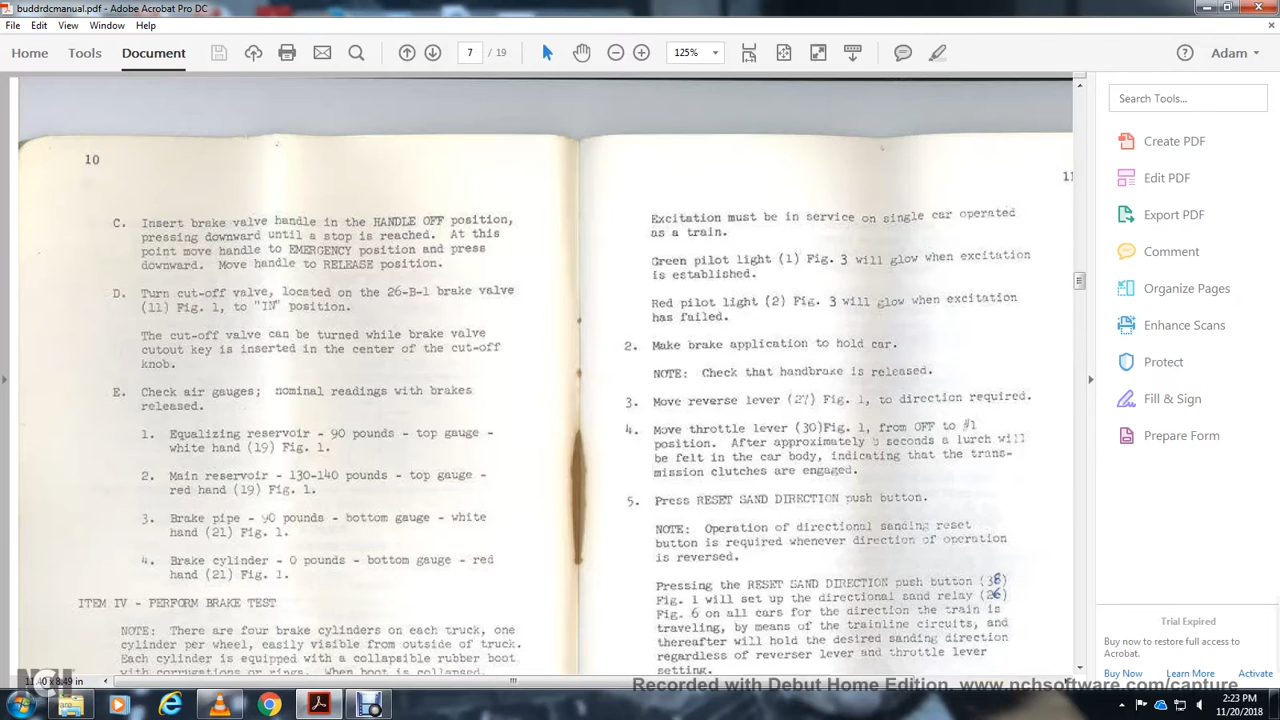 buddrdcmanual.pdf - Adobe Acrobat Pro DC
File Edit View Window Help
Home Tools Document
7 / 19
125%
Adam
10
C. Insert brake valve handle in the HANDLE OFF position,
pressing downward until a stop is reached. At this
point move handle to EMERGENCY position and press
downward. Move handle to RELEASE position.
D. Turn cut-off valve, located on the 26-B-1 brake valve
(11) Fig. 1, to "IN" position.
The cut-off valve can be turned while brake valve
cutout key is inserted in the center of the cut-off
knob.
E. Check air gauges; nominal readings with brakes
released.
1. Equalizing reservoir - 90 pounds - top gauge -
white hand (19) Fig. 1.
2. Main reservoir - 130-140 pounds - top gauge -
red hand (19) Fig. 1.
3. Brake pipe - 90 pounds - bottom gauge - white
hand (21) Fig. 1.
4. Brake cylinder - 0 pounds - bottom gauge - red
hand (21) Fig. 1.
ITEM IV - PERFORM BRAKE TEST
NOTE: There are four brake cylinders on each truck, one
cylinder per wheel, easily visible from outside of truck.
Each cylinder is equipped with a collapsible rubber boot
with corrugations or rings. When boot is collapsed
11
Excitation must be in service on single car operated
as a train.
Green pilot light (1) Fig. 3 will glow when excitation
is established.
Red pilot light (2) Fig. 3 will glow when excitation
has failed.
2. Make brake application to hold car.
NOTE: Check that handbrake is released.
3. Move reverse lever (27) Fig. 1, to direction required.
4. Move throttle lever (30)Fig. 1, from OFF to #1
position. After approximately seconds a lurch will
be felt in the car body, indicating that the trans-
mission clutches are engaged.
5. Press RESET SAND DIRECTION push button.
NOTE: Operation of directional sanding reset
button is required whenever direction of operation
is reversed.
Pressing the RESET SAND DIRECTION push button (38)
Fig. 1 will set up the directional sand relay (26)
Fig. 6 on all cars for the direction the train is
traveling, by means of the trainline circuits, and
thereafter will hold the desired sanding direction
regardless of reverser lever and throttle lever
setting.
Search Tools...
Create PDF
Edit PDF
Export PDF
Comment
Organize Pages
Enhance Scans
Protect
Fill & Sign
Prepare Form
Trial Expired
Buy now to restore full access to
Acrobat.
Buy Now Learn More Activate
11.40 x 8.49 in
Recorded with Debut Home Edition. www.nchsoftware.com/capture
2:23 PM
11/20/2018